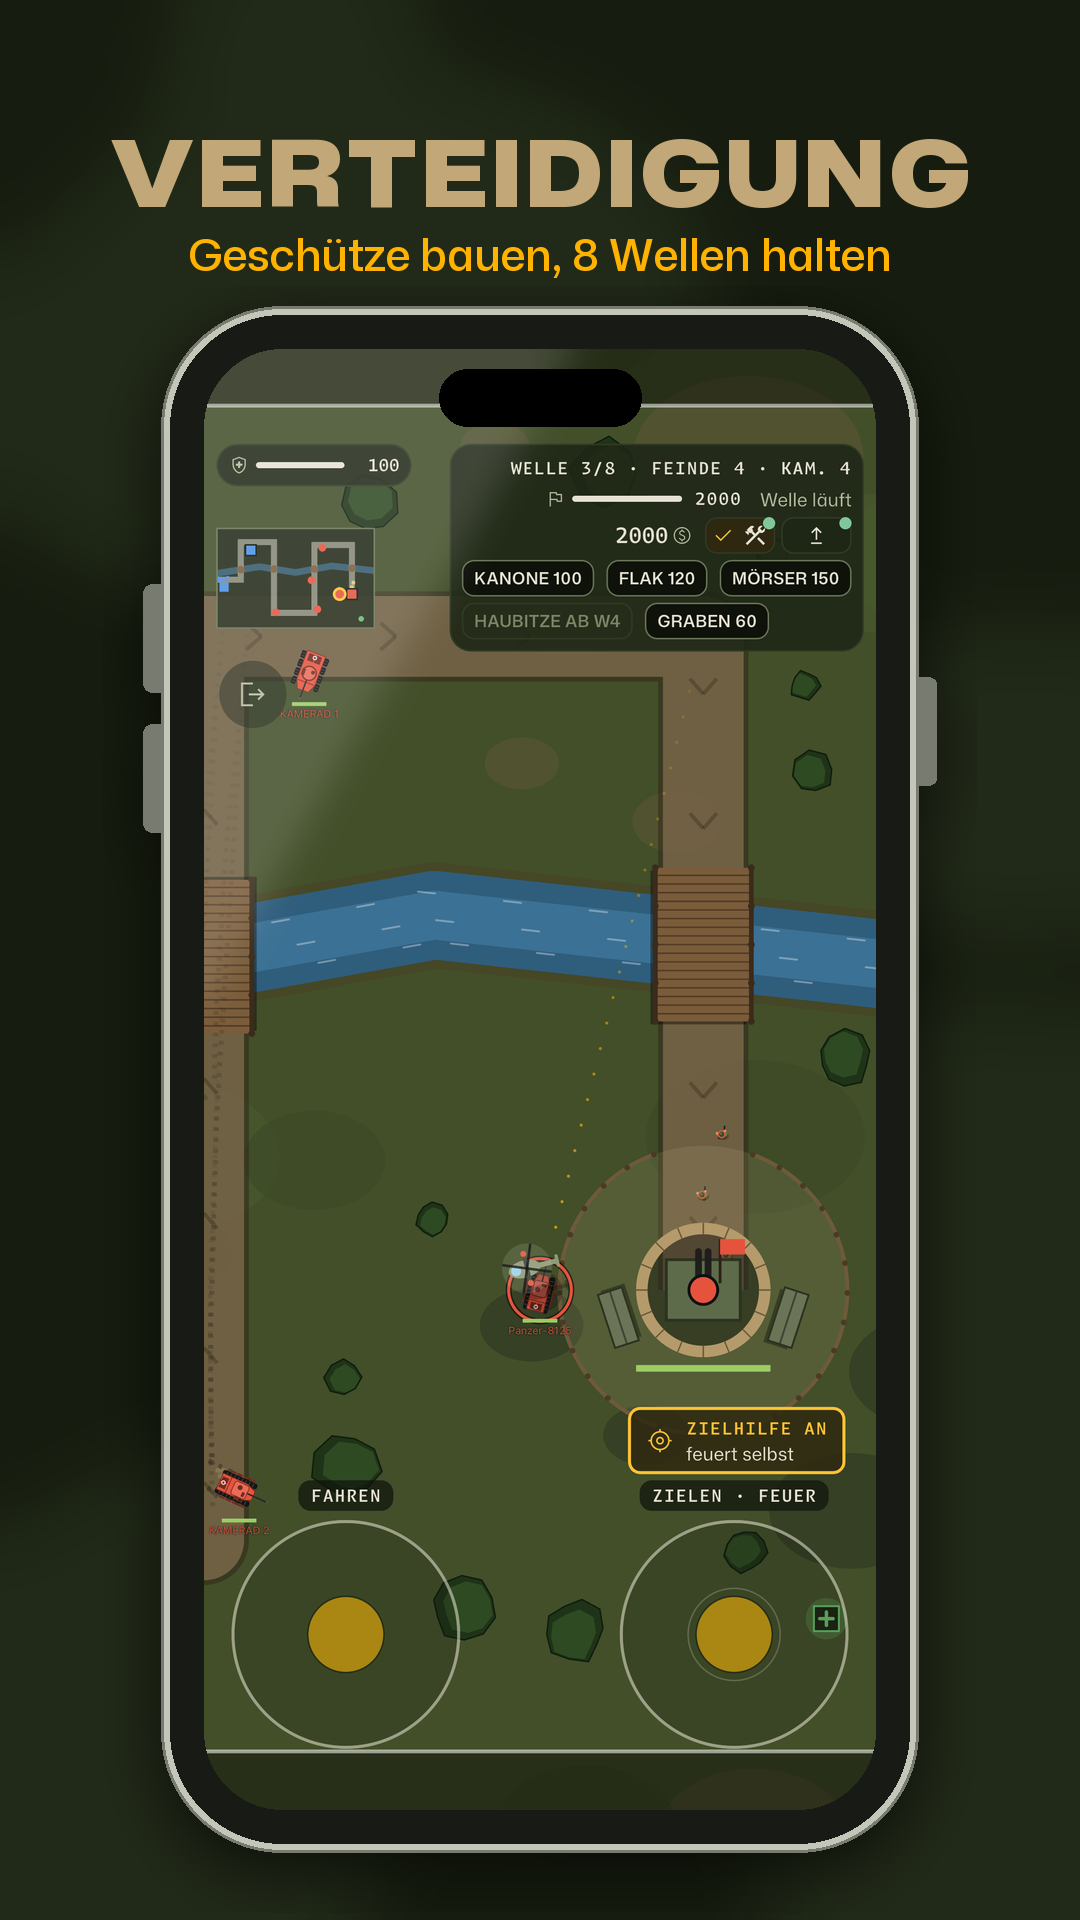 VERTEIDIGUNG
Geschütze bauen, 8 Wellen halten
100
WELLE 3/8 · FEINDE 4 · KAM. 4
2000 Welle läuft
2000
KANONE 100 FLAK 120 MÖRSER 150
HAUBITZE AB W4 GRABEN 60
KAMERAD 1
Panzer-8126
ZIELHILFE AN
feuert selbst
FAHREN
ZIELEN · FEUER
KAMERAD 2